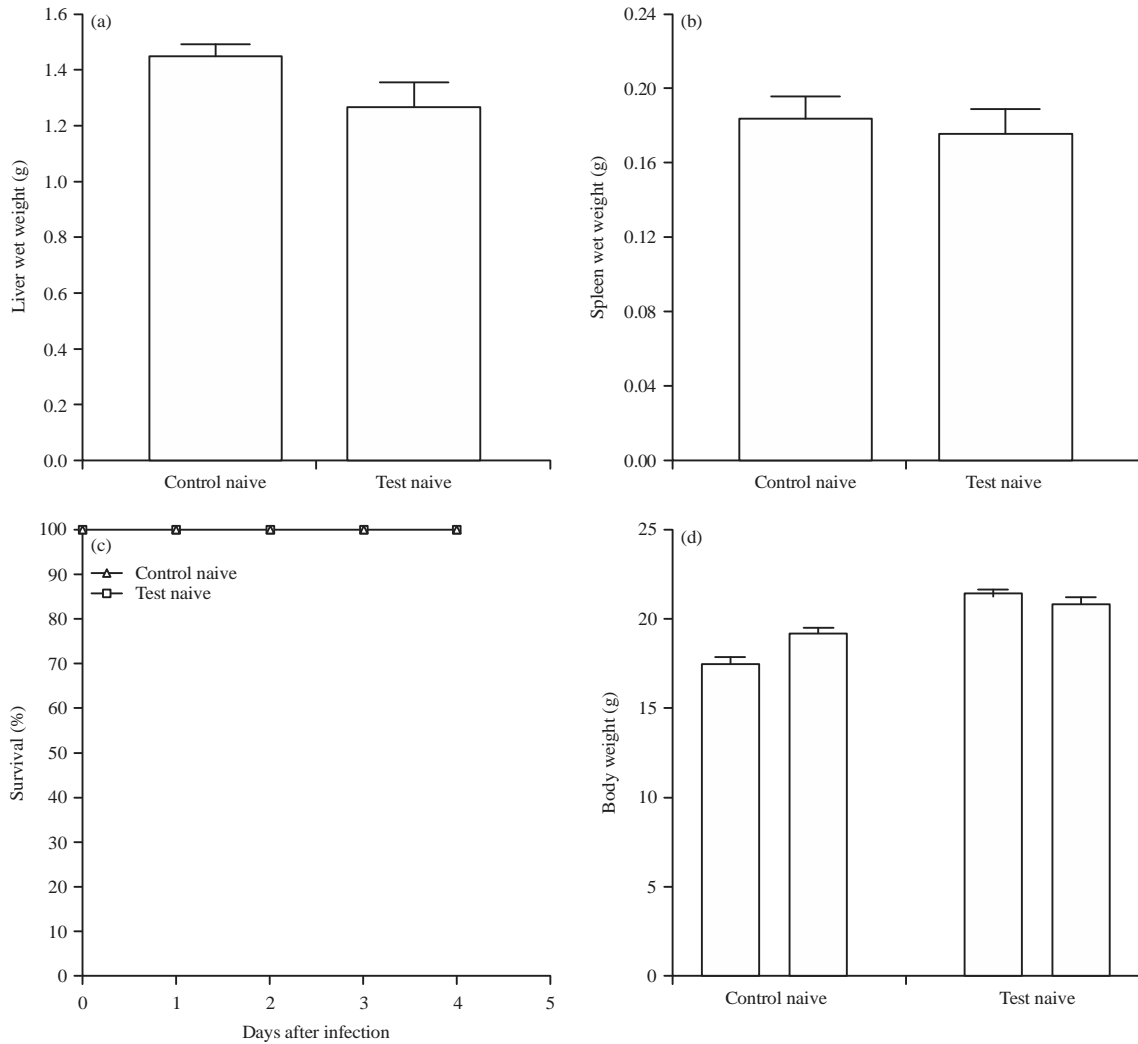 (a)
Liver wet weight (g)
1.6
1.4
1.2
1.0
0.8
0.6
0.4
0.2
0.0
Control naive
Test naive
(b)
Spleen wet weight (g)
0.24
0.20
0.16
0.12
0.08
0.04
0.00
Control naive
Test naive
(c)
Control naive
Test naive
Survival (%)
100
90
80
70
60
50
40
30
20
10
0
0 1 2 3 4 5
Days after infection
(d)
Body weight (g)
25
20
15
10
5
0
Control naive
Test naive